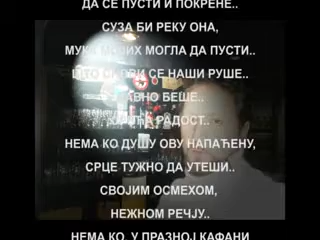 ДА СЕ ПУСТИ И ПОКРЕНЕ..
СУЗА БИ РЕКУ ОНА,
МУКА МОЈИХ МОГЛА ДА ПУСТИ..
СЕ НАШИ РУШЕ..
ДАВНО БЕШЕ..
РАДОСТ..
НЕМА КО ДУШУ ОВУ НАПАЋЕНУ,
СРЦЕ ТУЖНО ДА УТЕШИ..
СВОЈИМ ОСМЕХОМ,
НЕЖНОМ РЕЧЈУ..
НЕМА КО, У ПРАЗНОЈ КАФАНИ